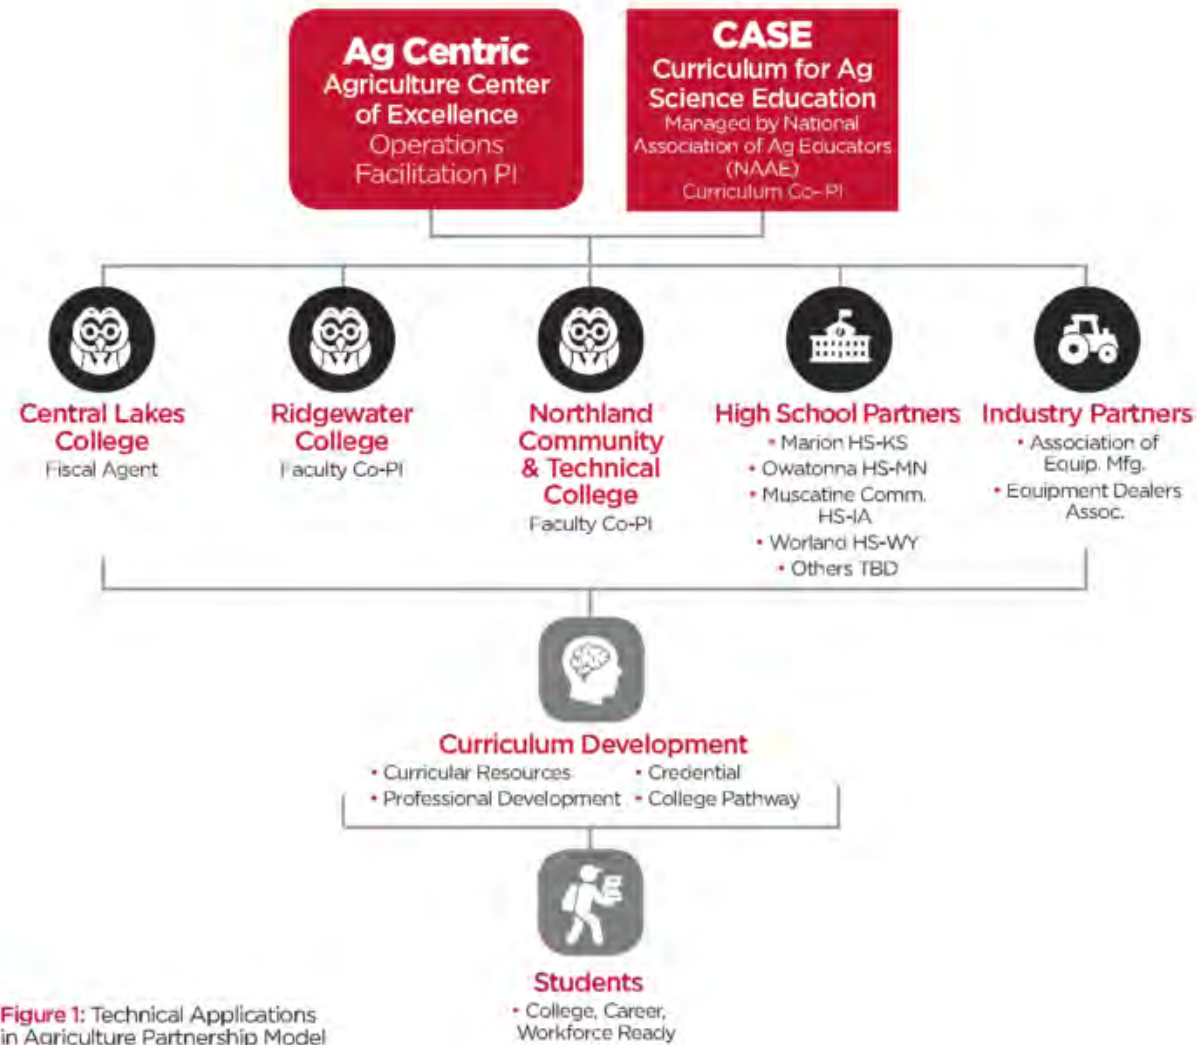 Ag Centric
Agriculture Center
of Excellence
Operations
Facilitation PI
CASE
Curriculum for Ag
Science Education
Managed by National
Association of Ag Educators
(NAAE)
Curriculum Co-PI
Central Lakes
College
Fiscal Agent
Ridgewater
College
Faculty Co-PI
Northland
Community
& Technical
College
Faculty Co-PI
High School Partners
• Marion HS-KS
• Owatonna HS-MN
• Muscatine Comm.
HS-IA
• Worland HS-WY
• Others TBD
Industry Partners
• Association of
Equip. Mfg.
• Equipment Dealers
Assoc.
Curriculum Development
• Curricular Resources
• Professional Development
• Credential
• College Pathway
Students
• College, Career,
Workforce Ready
Figure 1: Technical Applications
in Agriculture Partnership Model